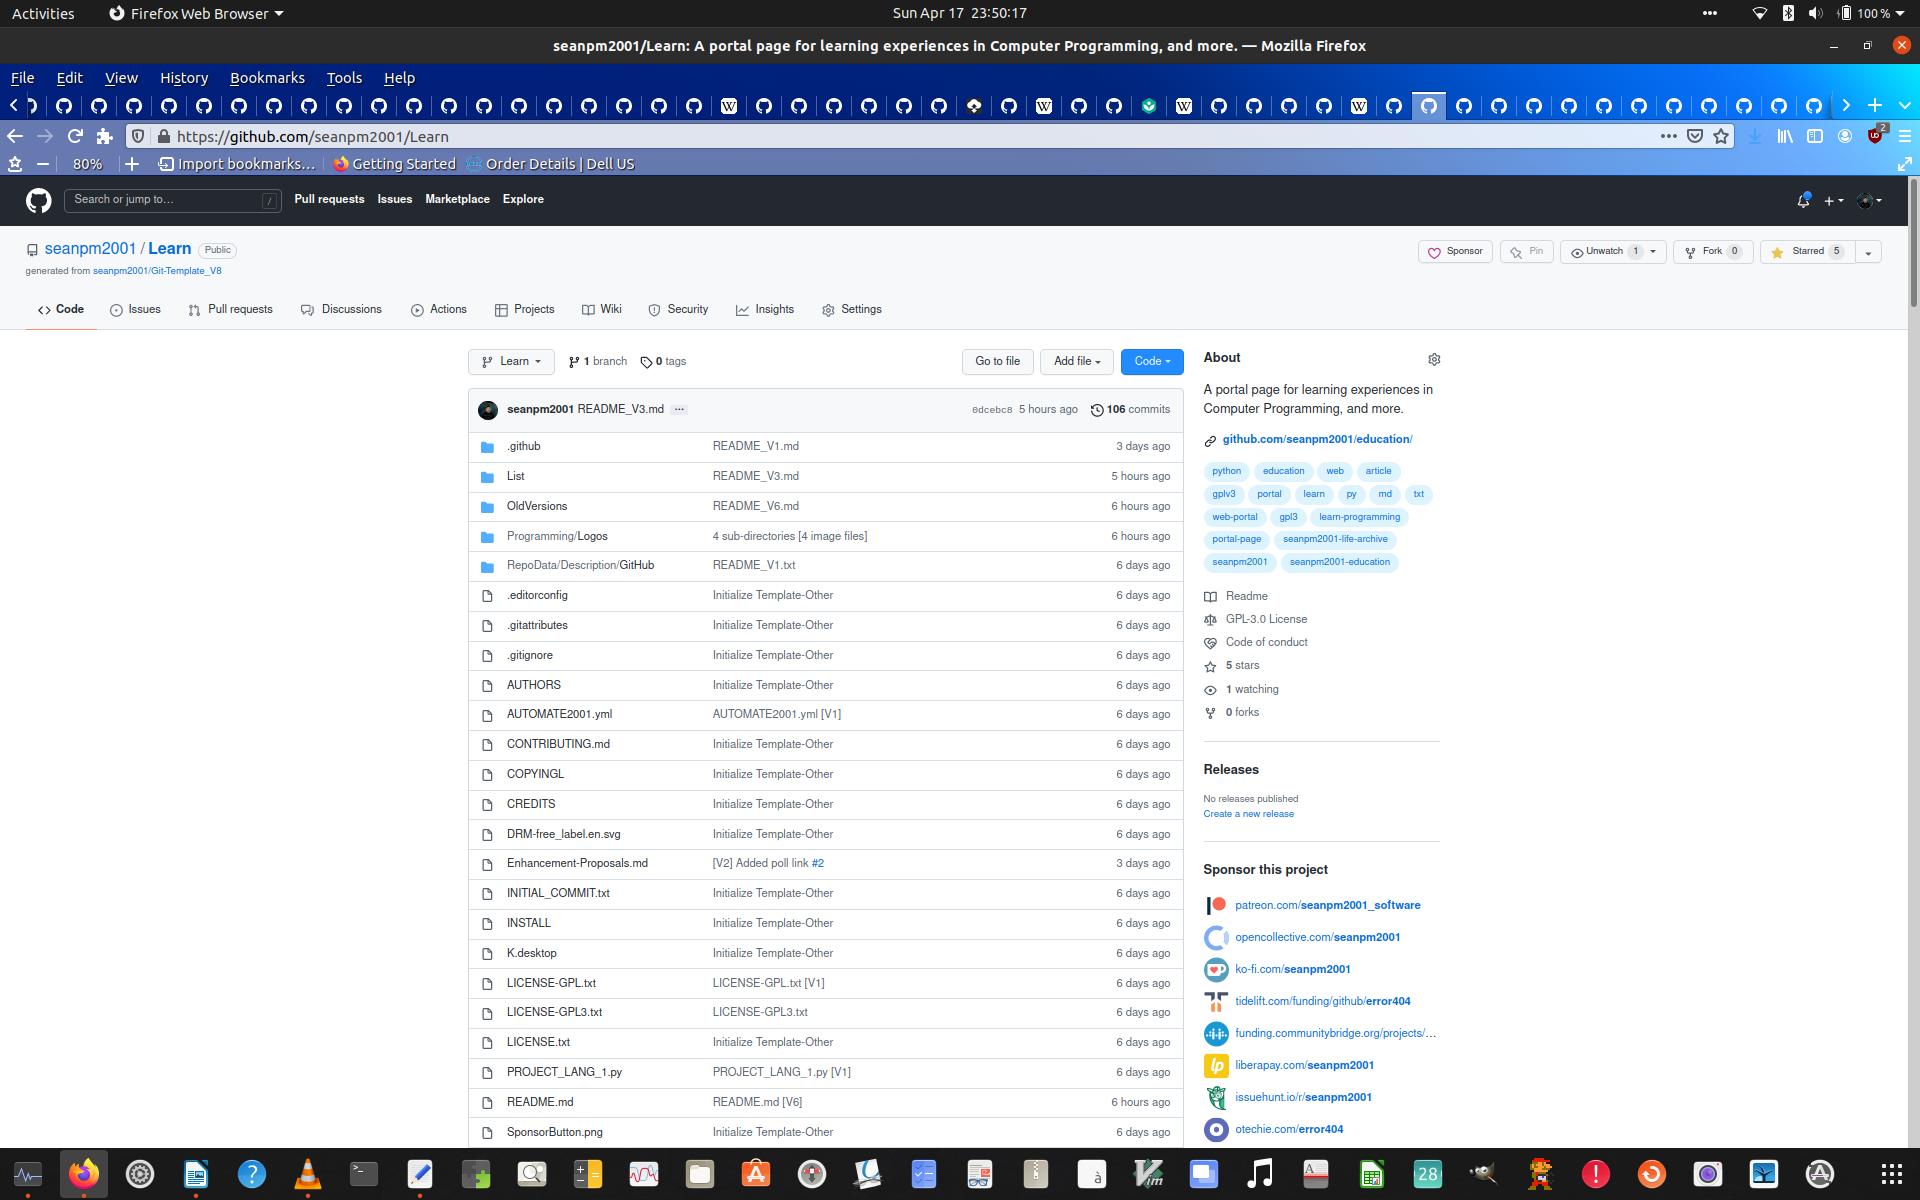 Activities Firefox Web Browser Sun Apr 17 23:50:17 100 %
seanpm2001/Learn: A portal page for learning experiences in Computer Programming, and more. — Mozilla Firefox
File Edit View History Bookmarks Tools Help
https://github.com/seanpm2001/Learn 2
80% Import bookmarks... Getting Started Order Details | Dell US
Search or jump to... / Pull requests Issues Marketplace Explore
seanpm2001 / Learn Public Sponsor Pin Unwatch 1 Fork 0 Starred 5
generated from seanpm2001/Git-Template_V8
Code Issues Pull requests Discussions Actions Projects Wiki Security Insights Settings
Learn 1 branch 0 tags Go to file Add file Code
seanpm2001 README_V3.md ... 0dcebc8 5 hours ago 106 commits
.github README_V1.md 3 days ago
List README_V3.md 5 hours ago
OldVersions README_V6.md 6 hours ago
Programming/Logos 4 sub-directories [4 image files] 6 hours ago
RepoData/Description/GitHub README_V1.txt 6 days ago
.editorconfig Initialize Template-Other 6 days ago
.gitattributes Initialize Template-Other 6 days ago
.gitignore Initialize Template-Other 6 days ago
AUTHORS Initialize Template-Other 6 days ago
AUTOMATE2001.yml AUTOMATE2001.yml [V1] 6 days ago
CONTRIBUTING.md Initialize Template-Other 6 days ago
COPYINGL Initialize Template-Other 6 days ago
CREDITS Initialize Template-Other 6 days ago
DRM-free_label.en.svg Initialize Template-Other 6 days ago
Enhancement-Proposals.md [V2] Added poll link #2 3 days ago
INITIAL_COMMIT.txt Initialize Template-Other 6 days ago
INSTALL Initialize Template-Other 6 days ago
K.desktop Initialize Template-Other 6 days ago
LICENSE-GPL.txt LICENSE-GPL.txt [V1] 6 days ago
LICENSE-GPL3.txt LICENSE-GPL3.txt 6 days ago
LICENSE.txt Initialize Template-Other 6 days ago
PROJECT_LANG_1.py PROJECT_LANG_1.py [V1] 6 days ago
README.md README.md [V6] 6 hours ago
SponsorButton.png Initialize Template-Other 6 days ago
About
A portal page for learning experiences in
Computer Programming, and more.
github.com/seanpm2001/education/
python education web article
gplv3 portal learn py md txt
web-portal gpl3 learn-programming
portal-page seanpm2001-life-archive
seanpm2001 seanpm2001-education
Readme
GPL-3.0 License
Code of conduct
5 stars
1 watching
0 forks
Releases
No releases published
Create a new release
Sponsor this project
patreon.com/seanpm2001_software
opencollective.com/seanpm2001
ko-fi.com/seanpm2001
tidelift.com/funding/github/error404
funding.communitybridge.org/projects/...
liberapay.com/seanpm2001
issuehunt.io/r/seanpm2001
otechie.com/error404
28